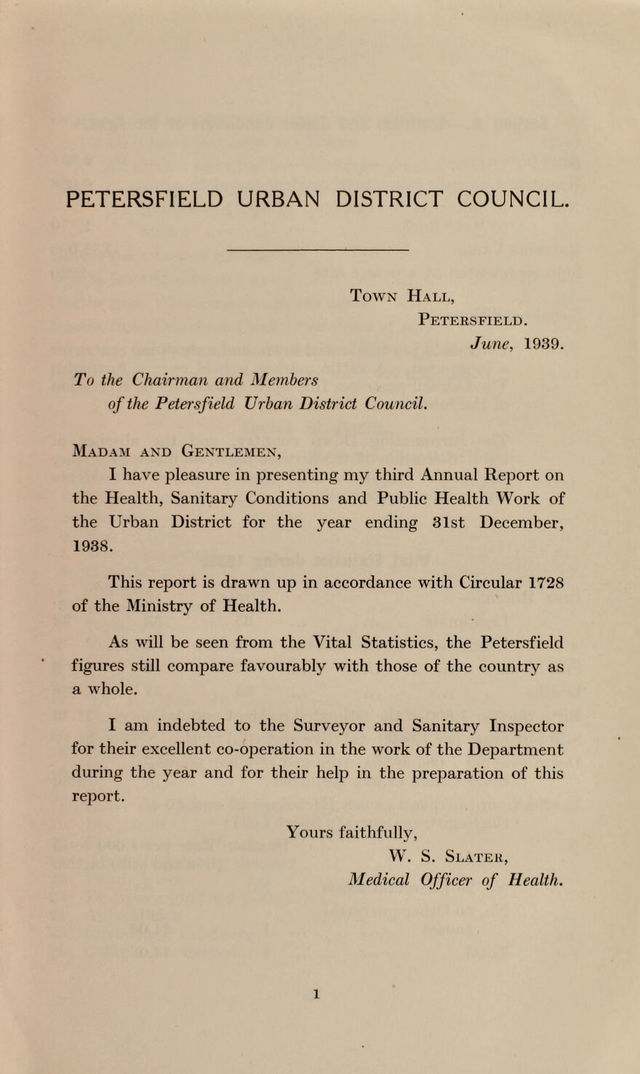 PETERSFIELD URBAN DISTRICT COUNCIL.
Town Hall,
Petersfield.
June, 1939.
To the Chairman and Members
of the Petersfield Urban District Council.
Madam and Gentlemen,
I have pleasure in presenting my third Annual Report on
the Health, Sanitary Conditions and Public Health Work of
the Urban District for the year ending 31st December,
1938.
This report is drawn up in accordance with Circular 1728
of the Ministry of Health.
As will be seen from the Vital Statistics, the Petersfield
figures still compare favourably with those of the country as
a whole.
I am indebted to the Surveyor and Sanitary Inspector
for their excellent co-operation in the work of the Department
during the year and for their help in the preparation of this
report.
Yours faithfully,
W. S. Slater,
Medical Officer of Health.
1